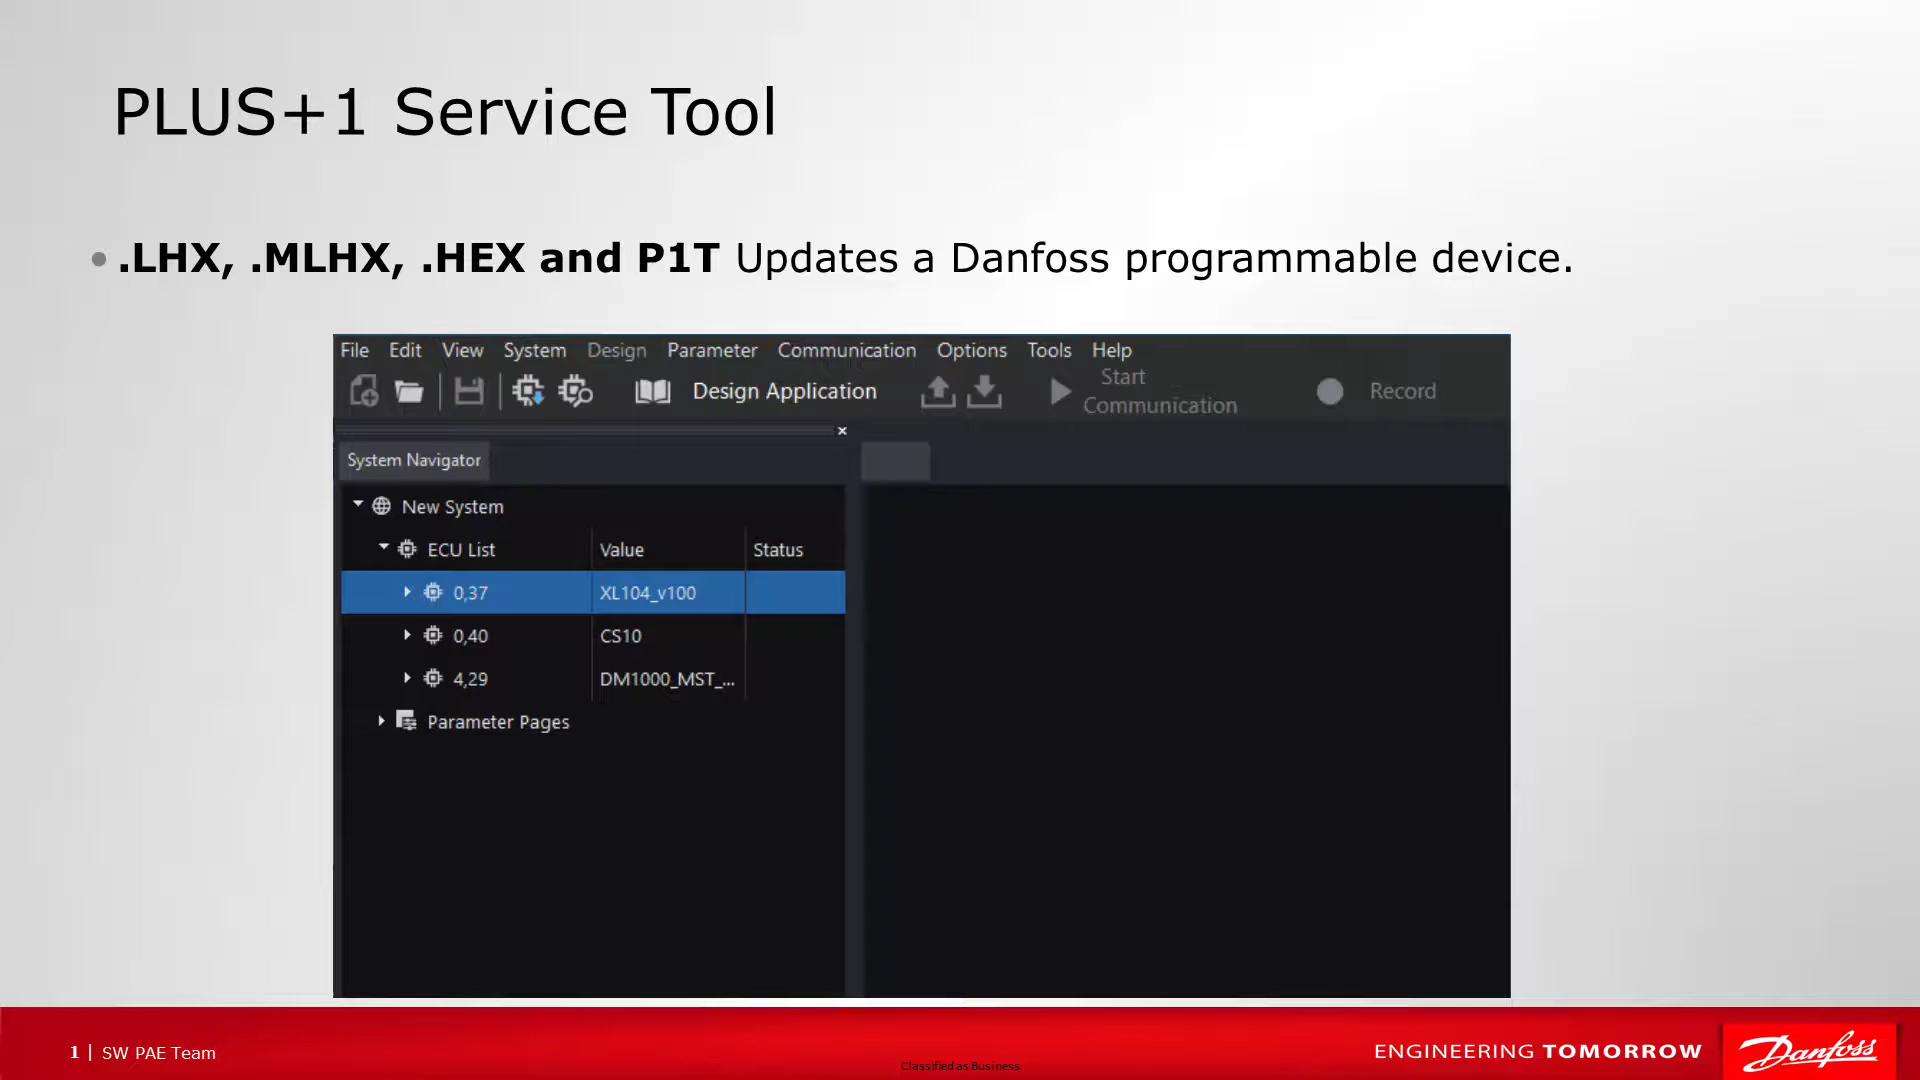 PLUS+1 Service Tool
.LHX, .MLHX, .HEX and P1T Updates a Danfoss programmable device.
File Edit View System Design Parameter Communication Options Tools Help
Design Application Start Communication Record
System Navigator
New System
ECU List Value Status
0,37 XL104_v100
0,40 CS10
4,29 DM1000_MST_...
Parameter Pages
1 | SW PAE Team
ENGINEERING TOMORROW
Danfoss
Classified as Business